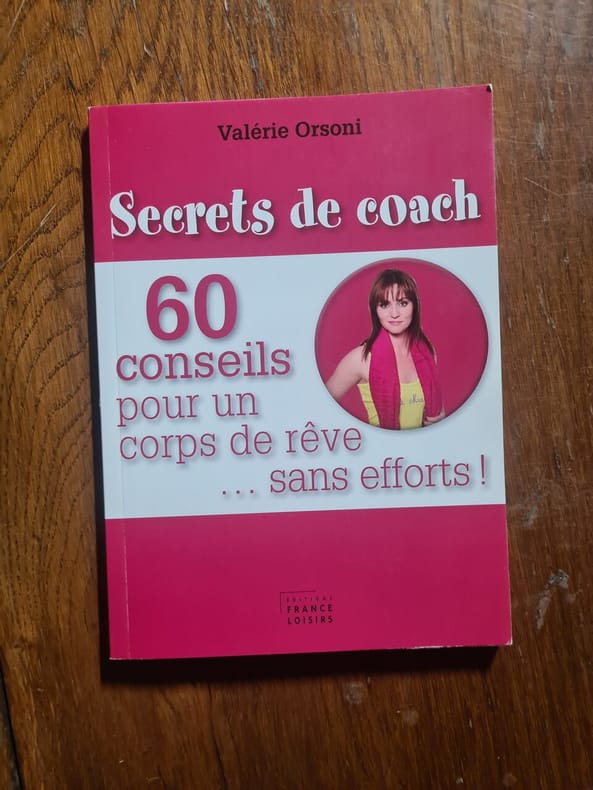 Valérie Orsoni
Secrets de coach
60
conseils
pour un
corps de rêve
... sans efforts !
EDITIONS
FRANCE
LOISIRS